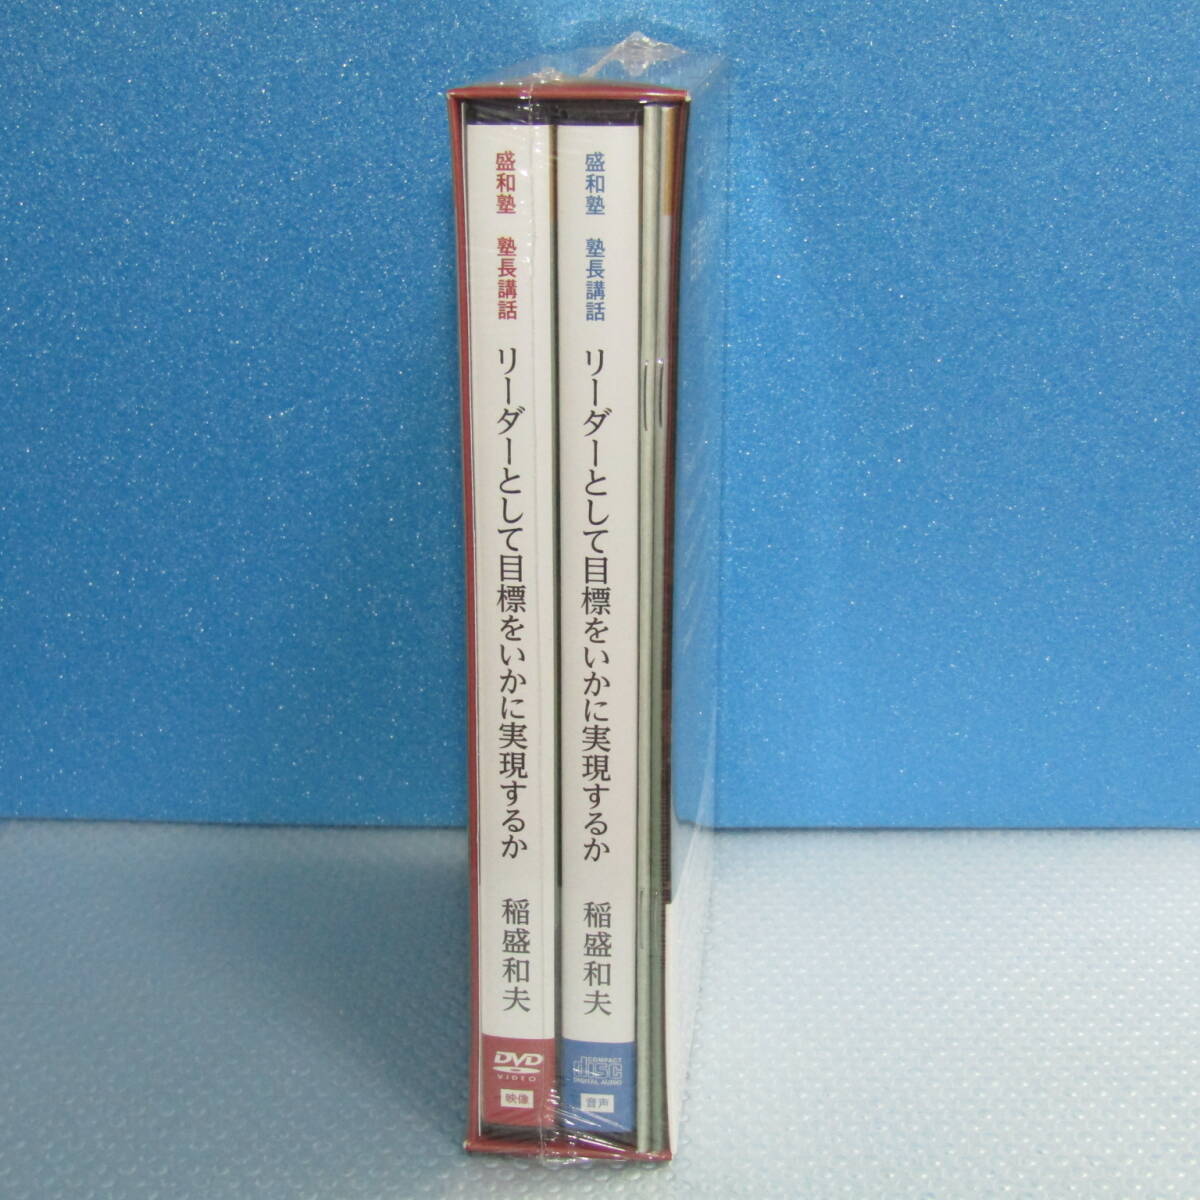 盛和塾 塾長講話 リーダーとして目標をいかに実現するか 稲盛和夫
DVD
VIDEO
映像
盛和塾 塾長講話 リーダーとして目標をいかに実現するか 稲盛和夫
COMPACT
disc
DIGITAL AUDIO
音声